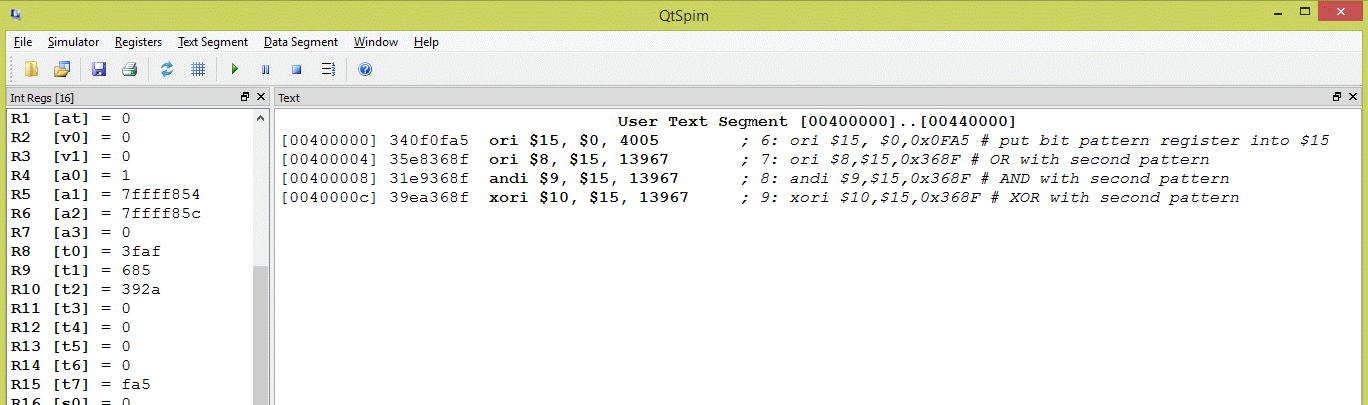 QtSpim
File Simulator Registers Text Segment Data Segment Window Help
Int Regs [16]
R1 [at] = 0
R2 [v0] = 0
R3 [v1] = 0
R4 [a0] = 1
R5 [a1] = 7ffff854
R6 [a2] = 7ffff85c
R7 [a3] = 0
R8 [t0] = 3faf
R9 [t1] = 685
R10 [t2] = 392a
R11 [t3] = 0
R12 [t4] = 0
R13 [t5] = 0
R14 [t6] = 0
R15 [t7] = fa5
R16 [s0] = 0
Text
User Text Segment [00400000]..[00440000]
[00400000] 340f0fa5 ori $15, $0, 4005 ; 6: ori $15, $0,0x0FA5 # put bit pattern register into $15
[00400004] 35e8368f ori $8, $15, 13967 ; 7: ori $8,$15,0x368F # OR with second pattern
[00400008] 31e9368f andi $9, $15, 13967 ; 8: andi $9,$15,0x368F # AND with second pattern
[0040000c] 39ea368f xori $10, $15, 13967 ; 9: xori $10,$15,0x368F # XOR with second pattern